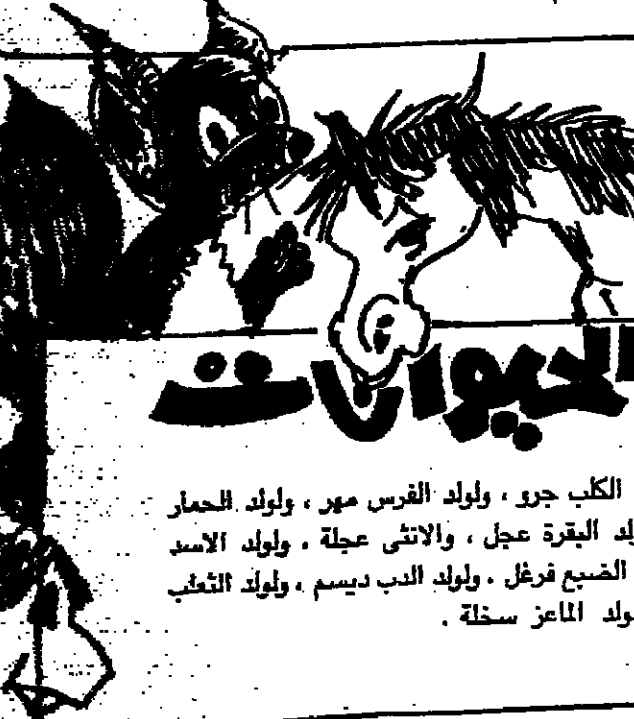 الحيوانات
الكلب جرو ، ولولد الفرس مهر ، ولولد الحمار
البقرة عجل ، والانثى عجلة . ولولد الاسد
الضبع فرغل . ولولد الدب ديسم ، ولولد الثعلب
ولد الماعز سخلة .